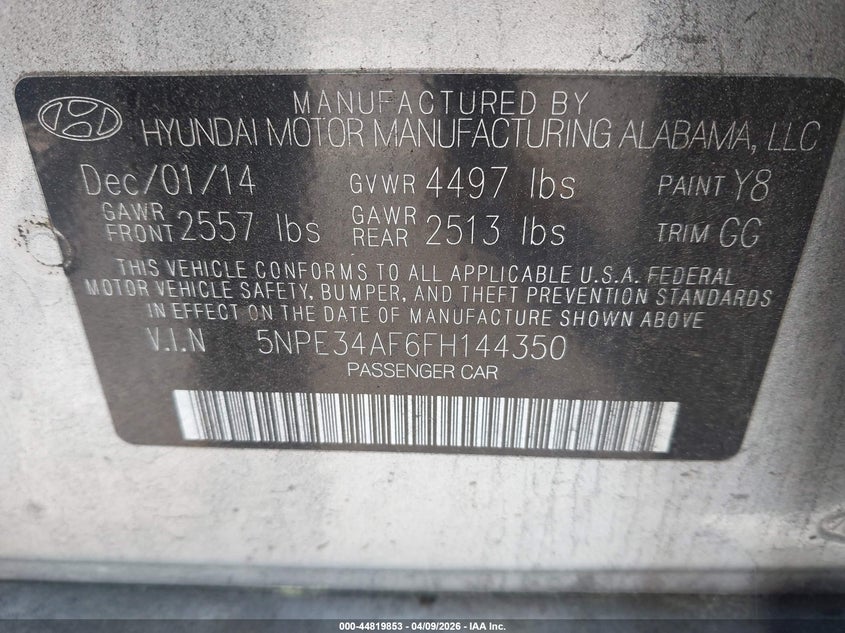 MANUFACTURED BY
HYUNDAI MOTOR MANUFACTURING ALABAMA, LLC
Dec/01/14 GVWR 4497 lbs PAINT Y8
GAWR FRONT 2557 lbs GAWR REAR 2513 lbs TRIM GG
THIS VEHICLE CONFORMS TO ALL APPLICABLE U.S.A. FEDERAL
MOTOR VEHICLE SAFETY, BUMPER, AND THEFT PREVENTION STANDARDS
IN EFFECT ON THE DATE OF MANUFACTURE SHOWN ABOVE
V.I.N 5NPE34AF6FH144350
PASSENGER CAR
000-44819853 04/09/2026 IAA Inc.